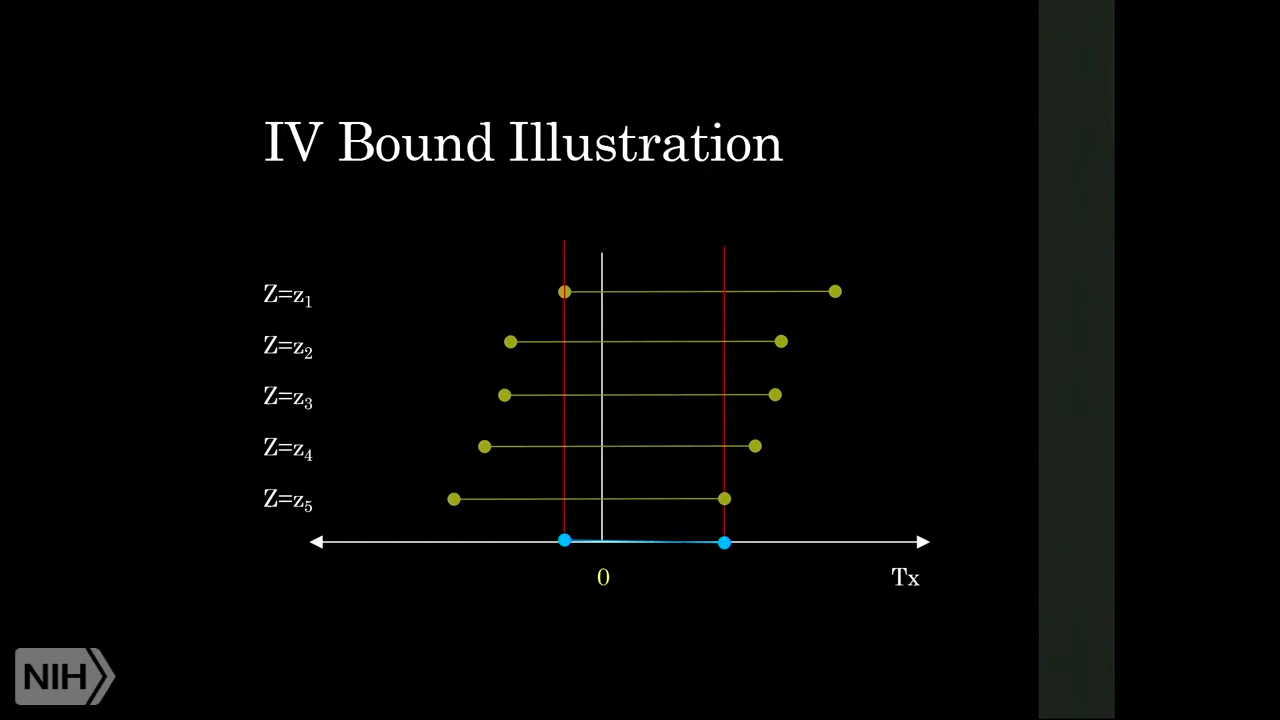 IV Bound Illustration
Z=z₁
Z=z₂
Z=z₃
Z=z₄
Z=z₅
0
Tx
NIH